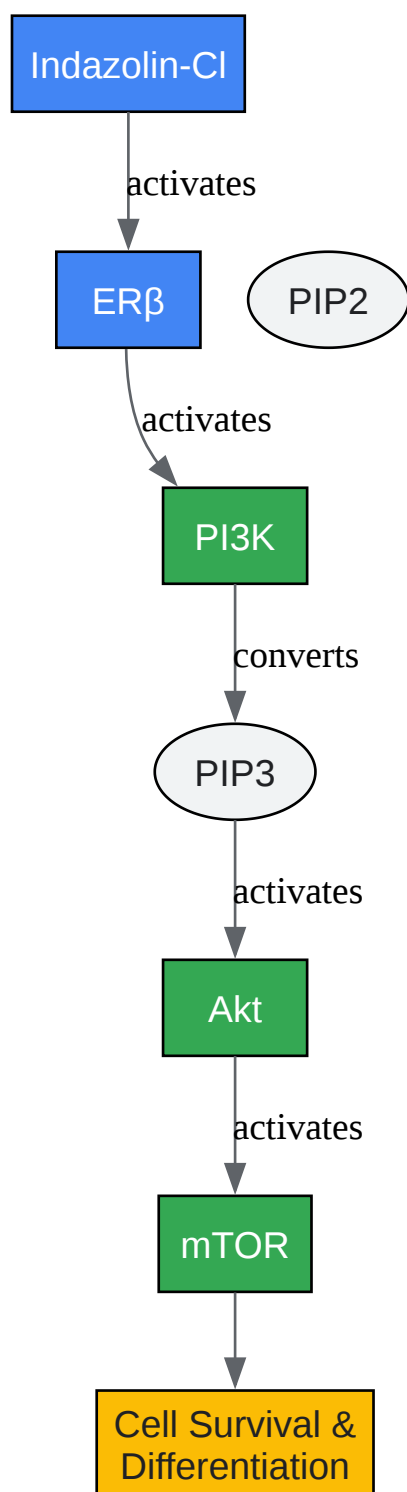 Indazolin-Cl
activates
ERβ
PIP2
activates
PI3K
converts
PIP3
activates
Akt
activates
mTOR
Cell Survival &
Differentiation